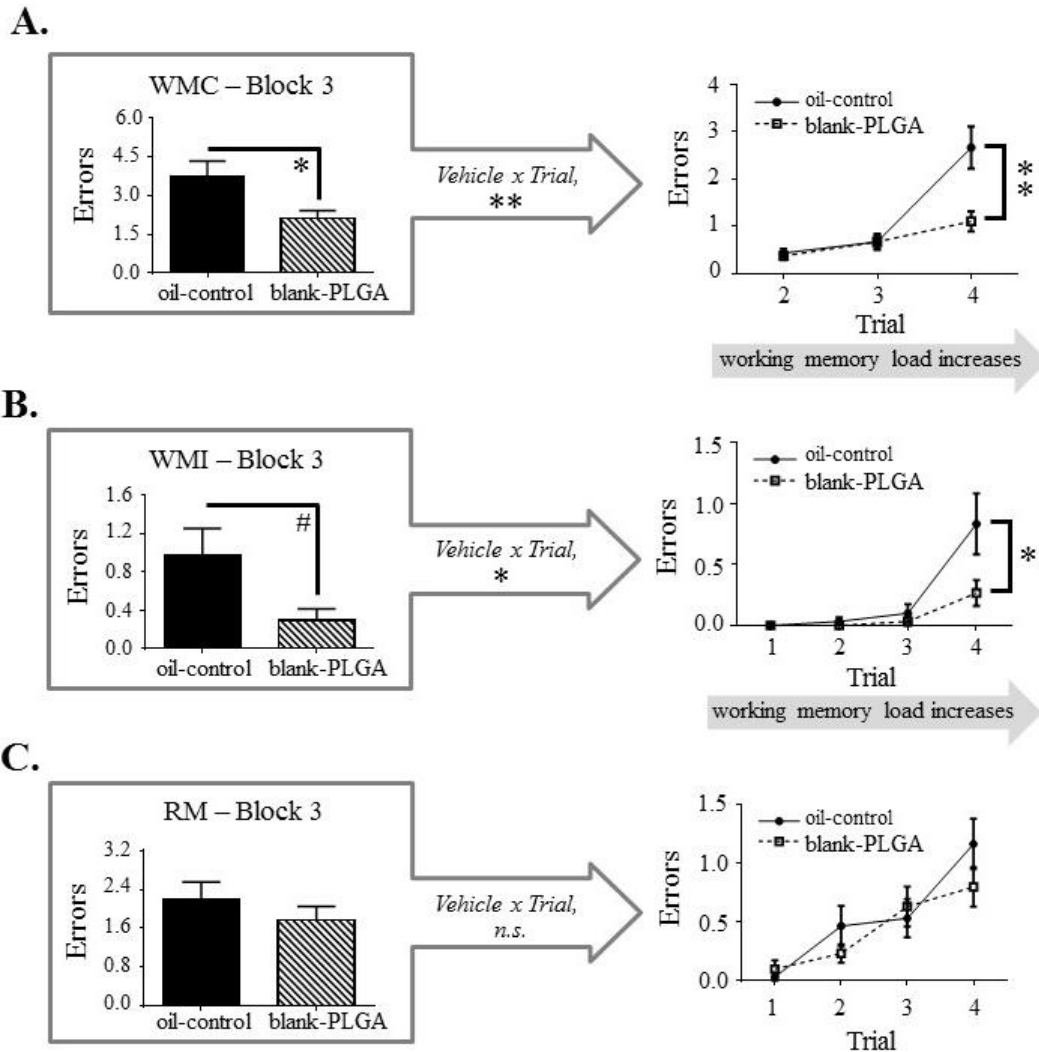 A.
WMC – Block 3
Errors
6.0
4.5
3.0
1.5
0.0
*
oil-control
blank-PLGA
Vehicle x Trial,
**
Errors
4
3
2
1
0
oil-control
blank-PLGA
**
2
3
4
Trial
working memory load increases
B.
WMI – Block 3
Errors
1.6
1.2
0.8
0.4
0.0
#
oil-control
blank-PLGA
Vehicle x Trial,
*
Errors
1.5
1.0
0.5
0.0
oil-control
blank-PLGA
*
1
2
3
4
Trial
working memory load increases
C.
RM – Block 3
Errors
3.2
2.4
1.6
0.8
0.0
oil-control
blank-PLGA
Vehicle x Trial,
n.s.
Errors
1.5
1.0
0.5
0.0
oil-control
blank-PLGA
1
2
3
4
Trial